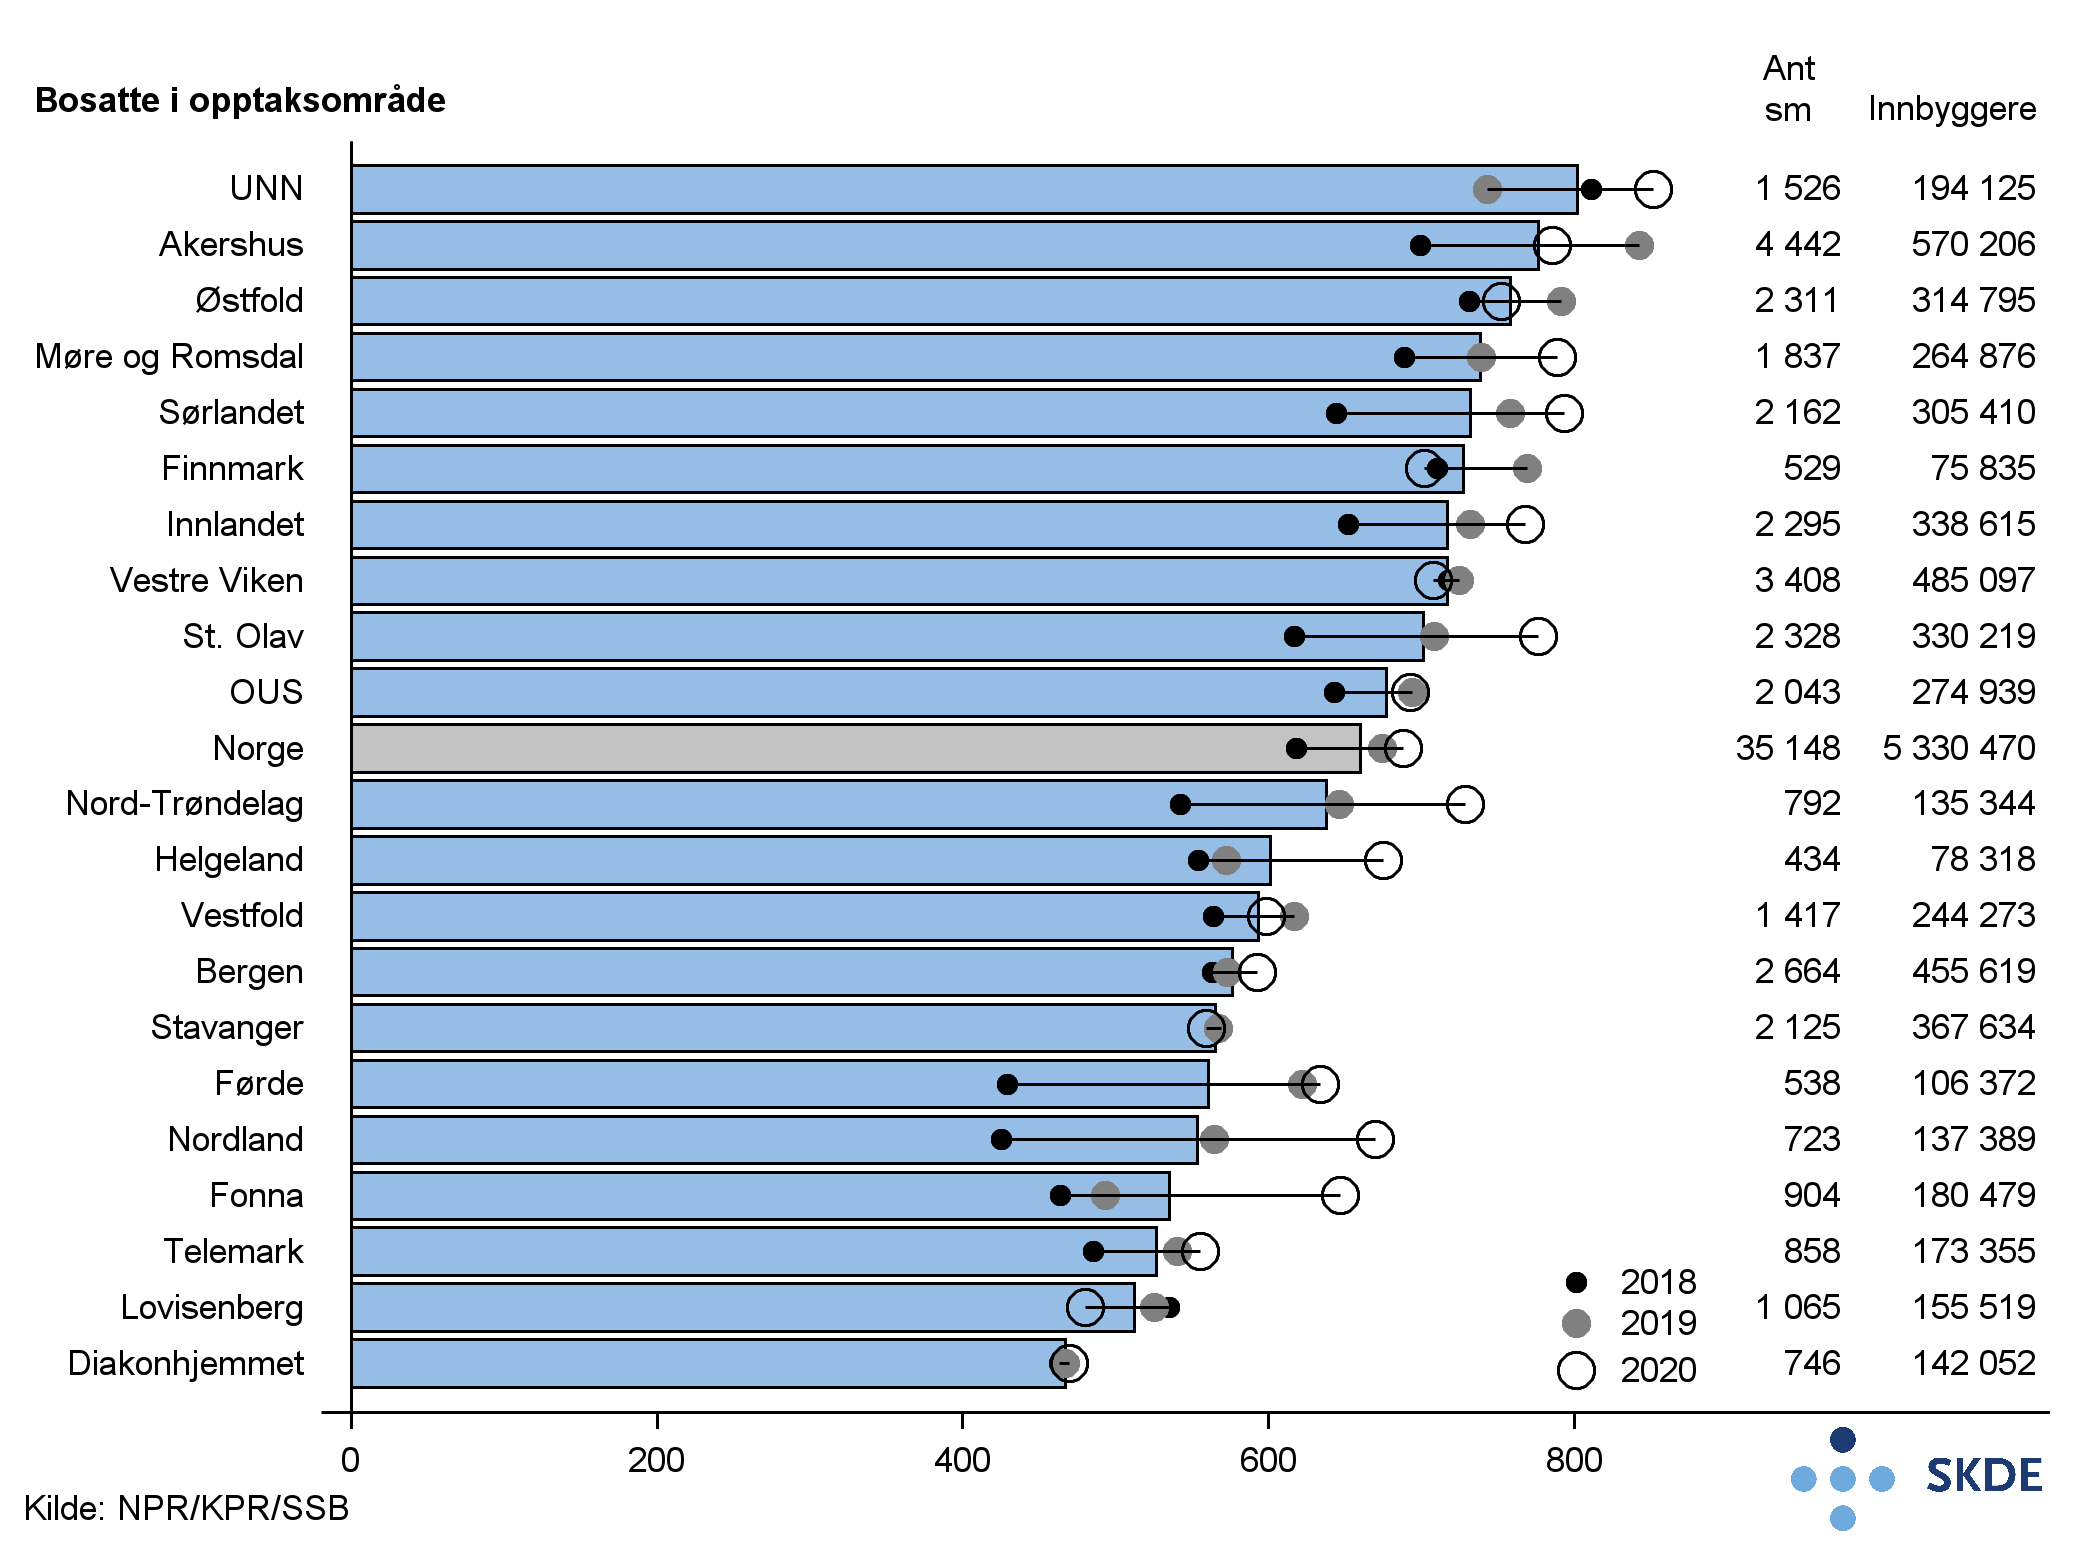 Ant
sm Innbyggere
Bosatte i opptaksområde
UNN 1 526 194 125
Akershus 4 442 570 206
Østfold 2 311 314 795
Møre og Romsdal 1 837 264 876
Sørlandet 2 162 305 410
Finnmark 529 75 835
Innlandet 2 295 338 615
Vestre Viken 3 408 485 097
St. Olav 2 328 330 219
OUS 2 043 274 939
Norge 35 148 5 330 470
Nord-Trøndelag 792 135 344
Helgeland 434 78 318
Vestfold 1 417 244 273
Bergen 2 664 455 619
Stavanger 2 125 367 634
Førde 538 106 372
Nordland 723 137 389
Fonna 904 180 479
Telemark 858 173 355
2018
Lovisenberg 1 065 155 519
2019
Diakonhjemmet 746 142 052
2020
0 200 400 600 800
SKDE
Kilde: NPR/KPR/SSB